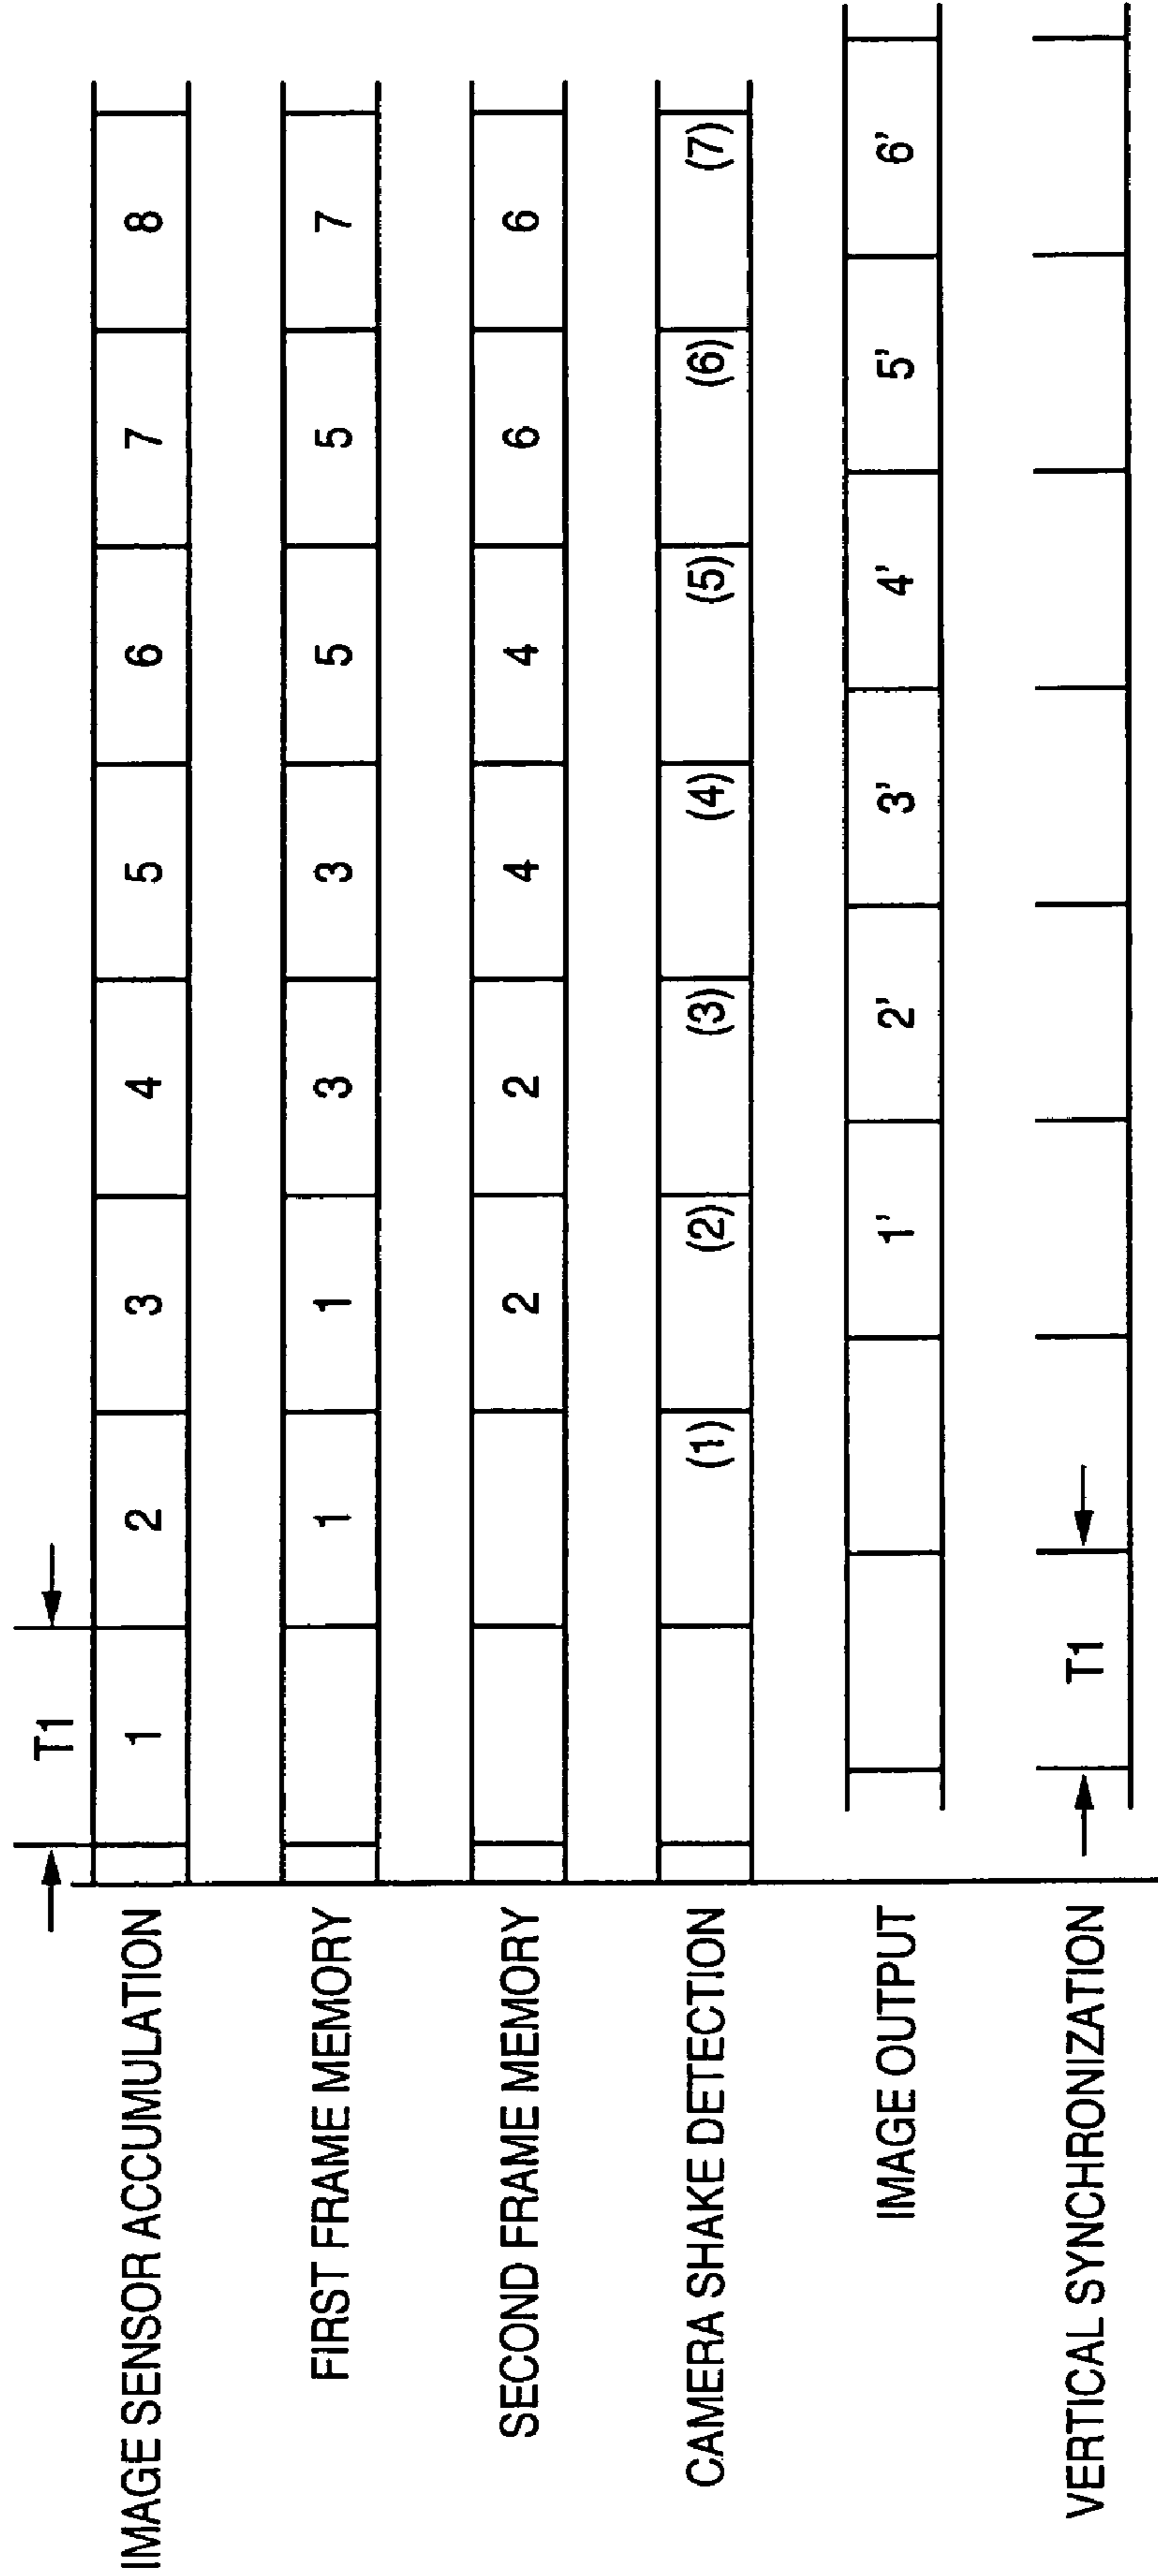 T1
IMAGE SENSOR ACCUMULATION 1 2 3 4 5 6 7 8
FIRST FRAME MEMORY 1 1 3 3 5 5 7
SECOND FRAME MEMORY 2 2 4 4 6 6
CAMERA SHAKE DETECTION (1) (2) (3) (4) (5) (6) (7)
IMAGE OUTPUT 1' 2' 3' 4' 5' 6'
VERTICAL SYNCHRONIZATION T1